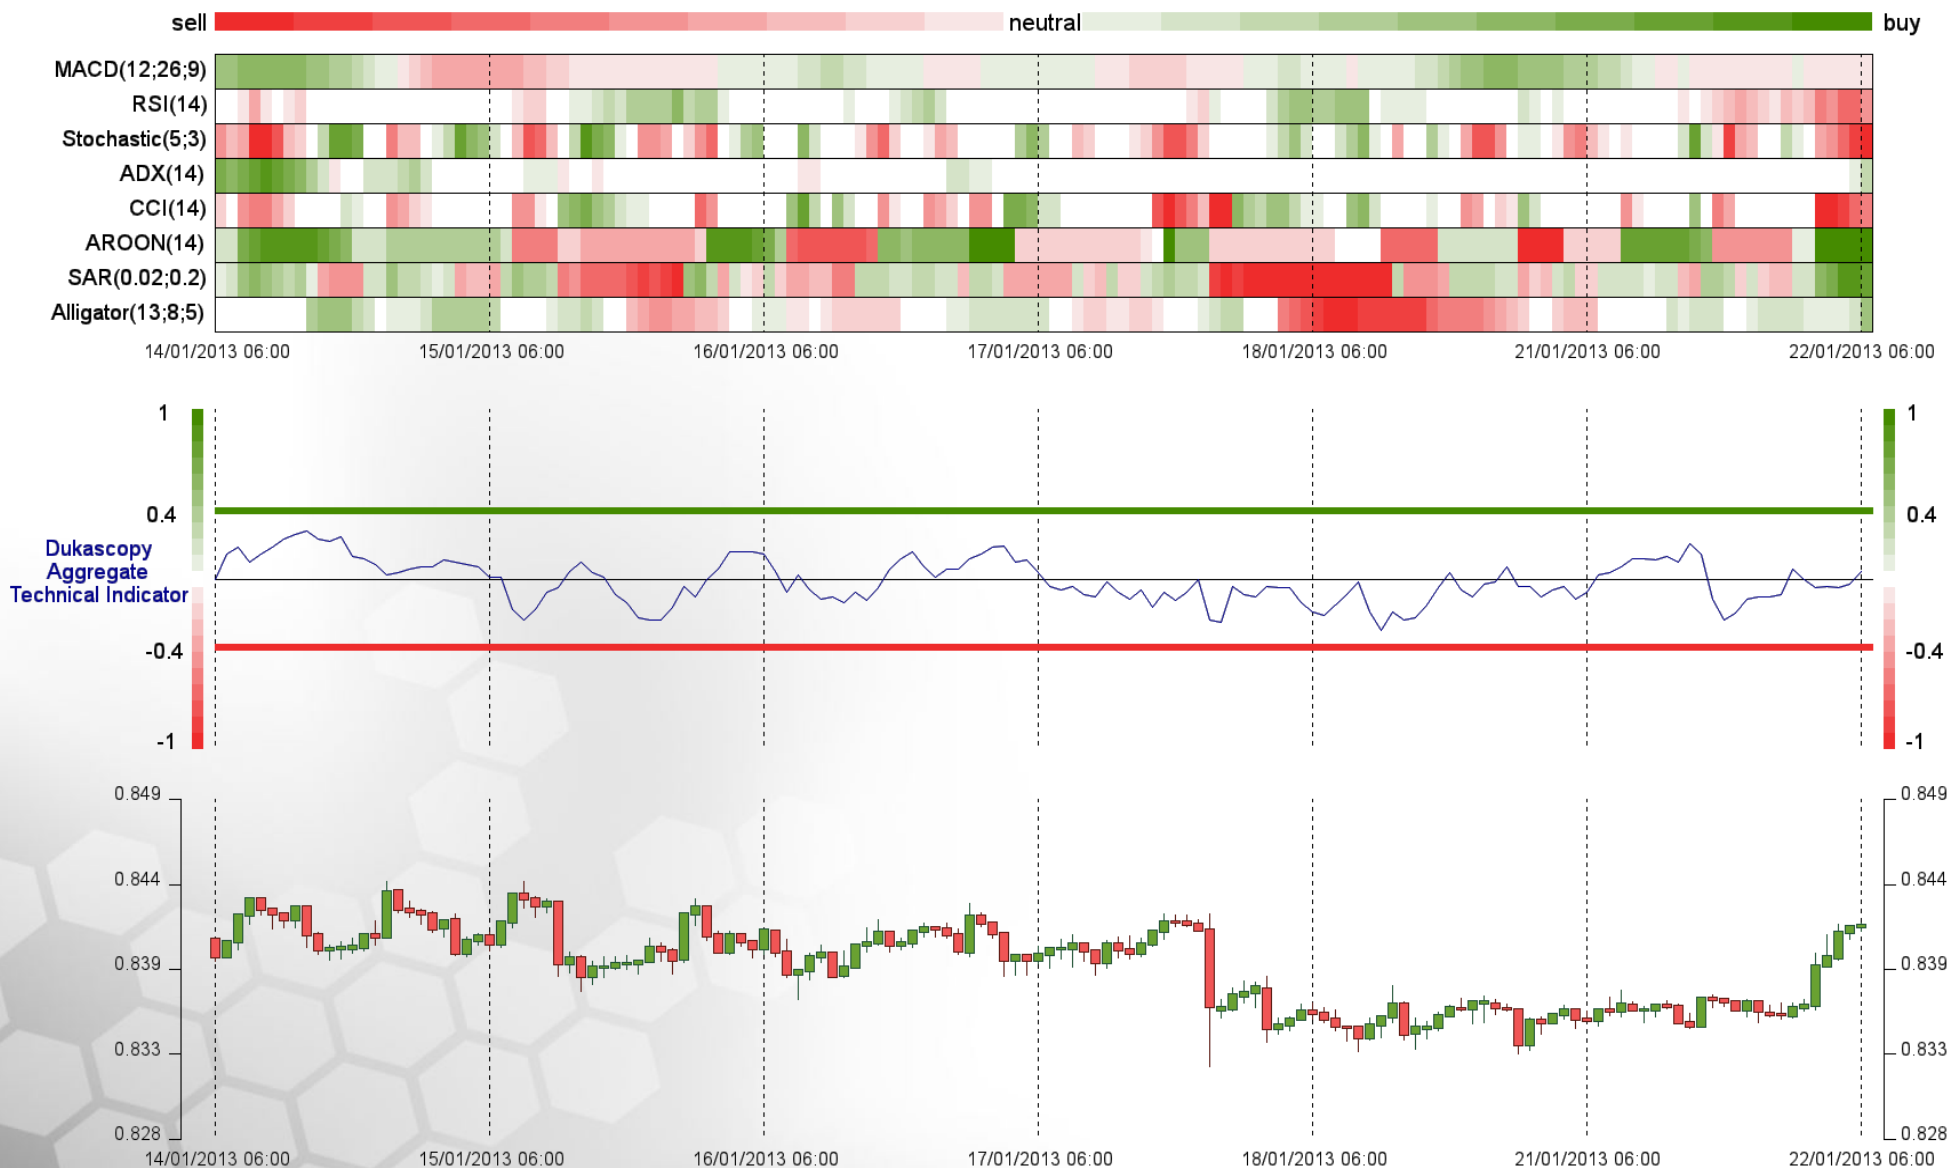 sell neutral buy
MACD(12;26;9)
RSI(14)
Stochastic(5;3)
ADX(14)
CCI(14)
AROON(14)
SAR(0.02;0.2)
Alligator(13;8;5)
14/01/2013 06:00 15/01/2013 06:00 16/01/2013 06:00 17/01/2013 06:00 18/01/2013 06:00 21/01/2013 06:00 22/01/2013 06:00
1 1
0.4 0.4
Dukascopy
Aggregate
Technical Indicator
-0.4 -0.4
-1 -1
0.849 0.849
0.844 0.844
0.839 0.839
0.833 0.833
0.828 0.828
14/01/2013 06:00 15/01/2013 06:00 16/01/2013 06:00 17/01/2013 06:00 18/01/2013 06:00 21/01/2013 06:00 22/01/2013 06:00